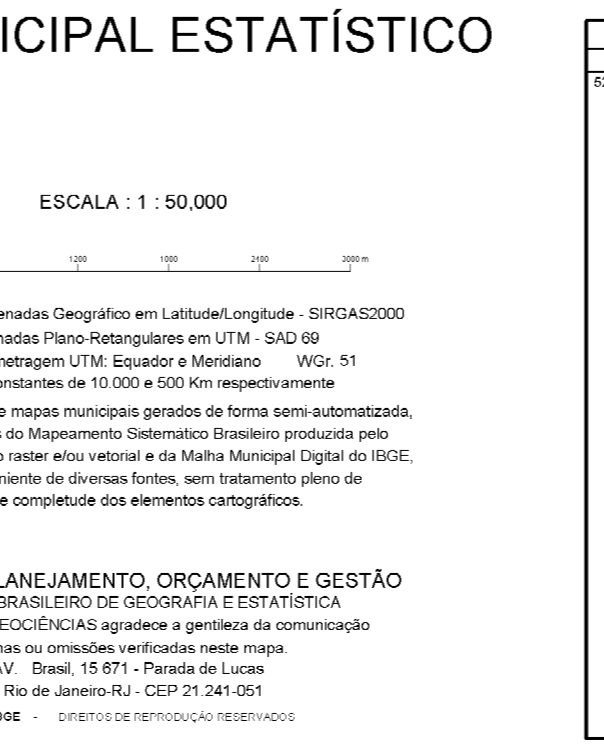 ICIPAL ESTATÍSTICO
ESCALA : 1 : 50,000
1200 1000 2400 3000 m
enadas Geográfico em Latitude/Longitude - SIRGAS2000
nadas Plano-Retangulares em UTM - SAD 69
metragem UTM: Equador e Meridiano WGr. 51
onstantes de 10.000 e 500 Km respectivamente
e mapas municipais gerados de forma semi-automatizada,
s do Mapeamento Sistemático Brasileiro produzida pelo
o raster e/ou vetorial e da Malha Municipal Digital do IBGE,
niente de diversas fontes, sem tratamento pleno de
e completude dos elementos cartográficos.
LANEJAMENTO, ORÇAMENTO E GESTÃO
BRASILEIRO DE GEOGRAFIA E ESTATÍSTICA
EOCIÊNCIAS agradece a gentileza da comunicação
has ou omissões verificadas neste mapa.
AV. Brasil, 15 671 - Parada de Lucas
Rio de Janeiro-RJ - CEP 21.241-051
BGE - DIREITOS DE REPRODUÇÃO RESERVADOS